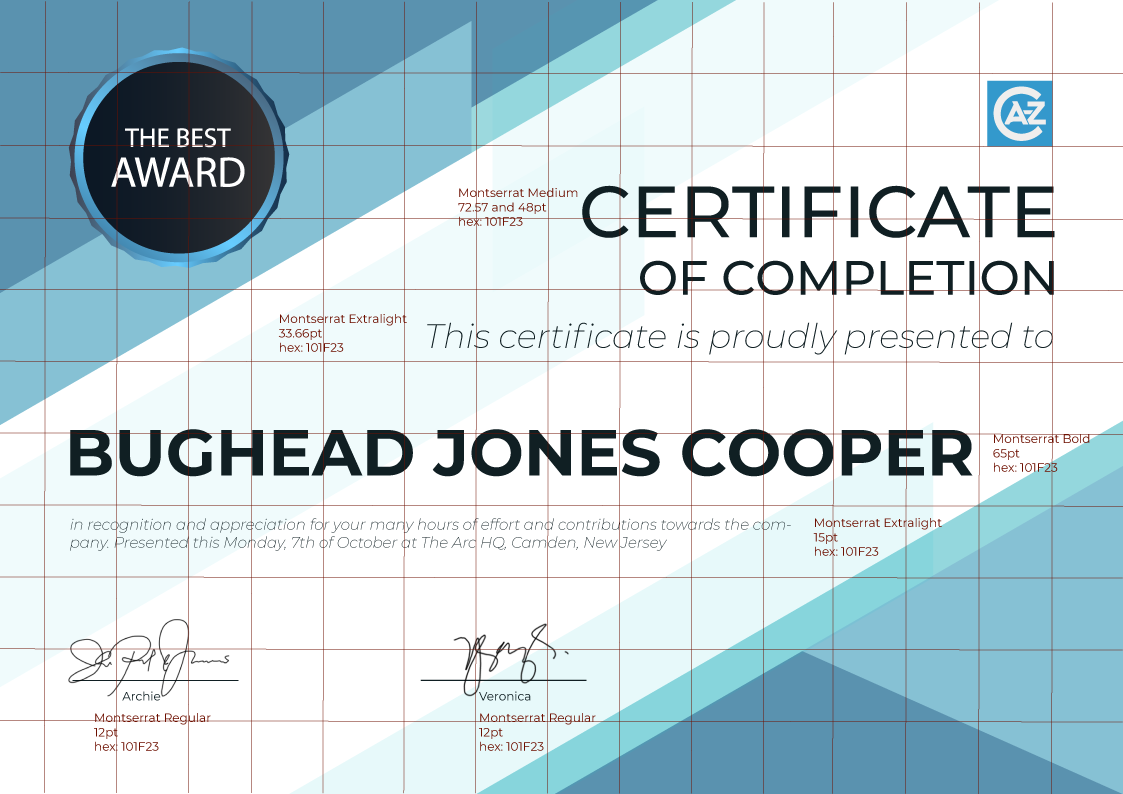 THE BEST
AWARD
CA-Z
Montserrat Medium
72.57 and 48pt
hex: 101F23
CERTIFICATE
OF COMPLETION
Montserrat Extralight
33.66pt
hex: 101F23
This certificate is proudly presented to
BUGHEAD JONES COOPER
Montserrat Bold
65pt
hex: 101F23
in recognition and appreciation for your many hours of effort and contributions towards the com-
pany. Presented this Monday, 7th of October at The Arc HQ, Camden, New Jersey
Montserrat Extralight
15pt
hex: 101F23
Archie
Montserrat Regular
12pt
hex: 101F23
Veronica
Montserrat Regular
12pt
hex: 101F23